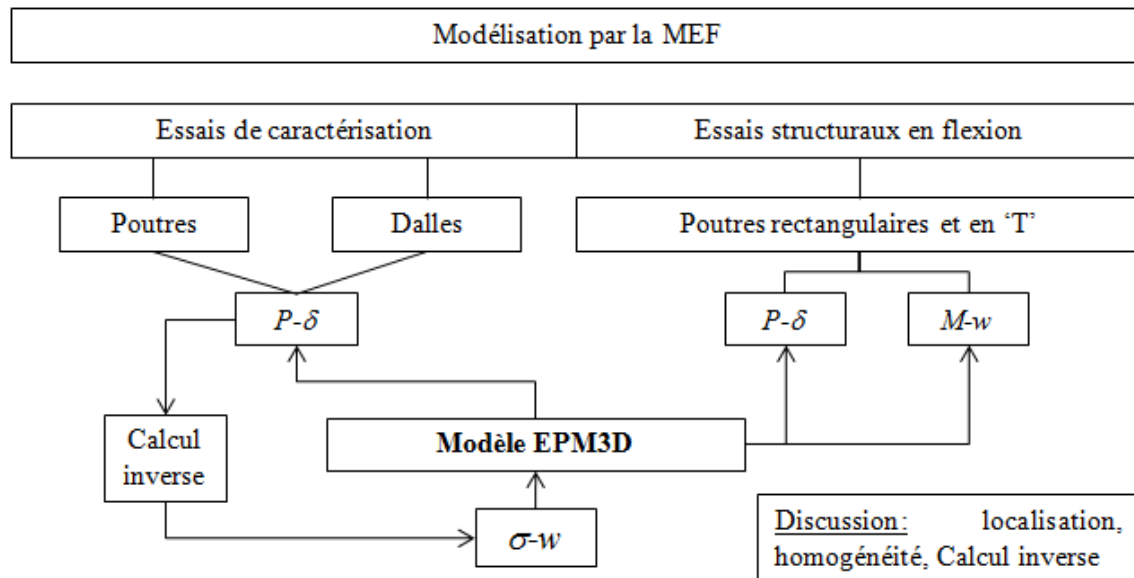 Modélisation par la MEF
Essais de caractérisation
Essais structuraux en flexion
Poutres
Dalles
Poutres rectangulaires et en ‘T’
P-δ
P-δ
M-w
Calcul
inverse
Modèle EPM3D
σ-w
Discussion: localisation,
homogénéité, Calcul inverse